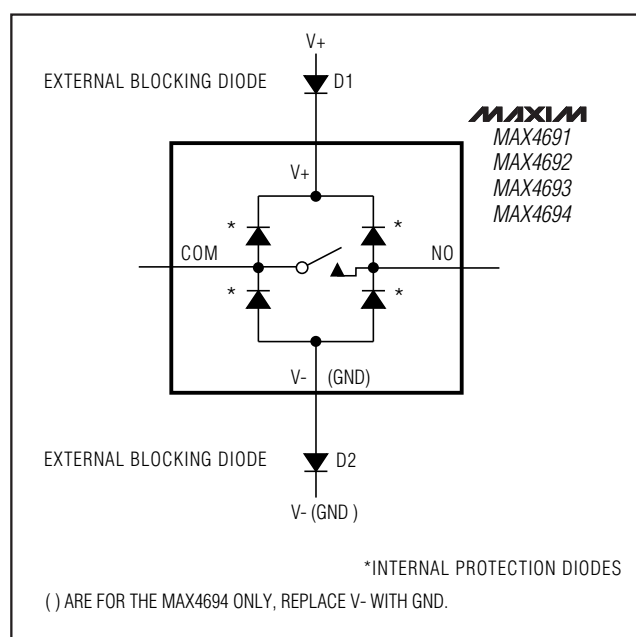 V+
EXTERNAL BLOCKING DIODE D1
MAXIM
MAX4691
MAX4692
MAX4693
MAX4694
V+
* *
COM NO
* *
V- (GND)
EXTERNAL BLOCKING DIODE D2
V- (GND )
*INTERNAL PROTECTION DIODES
( ) ARE FOR THE MAX4694 ONLY, REPLACE V- WITH GND.